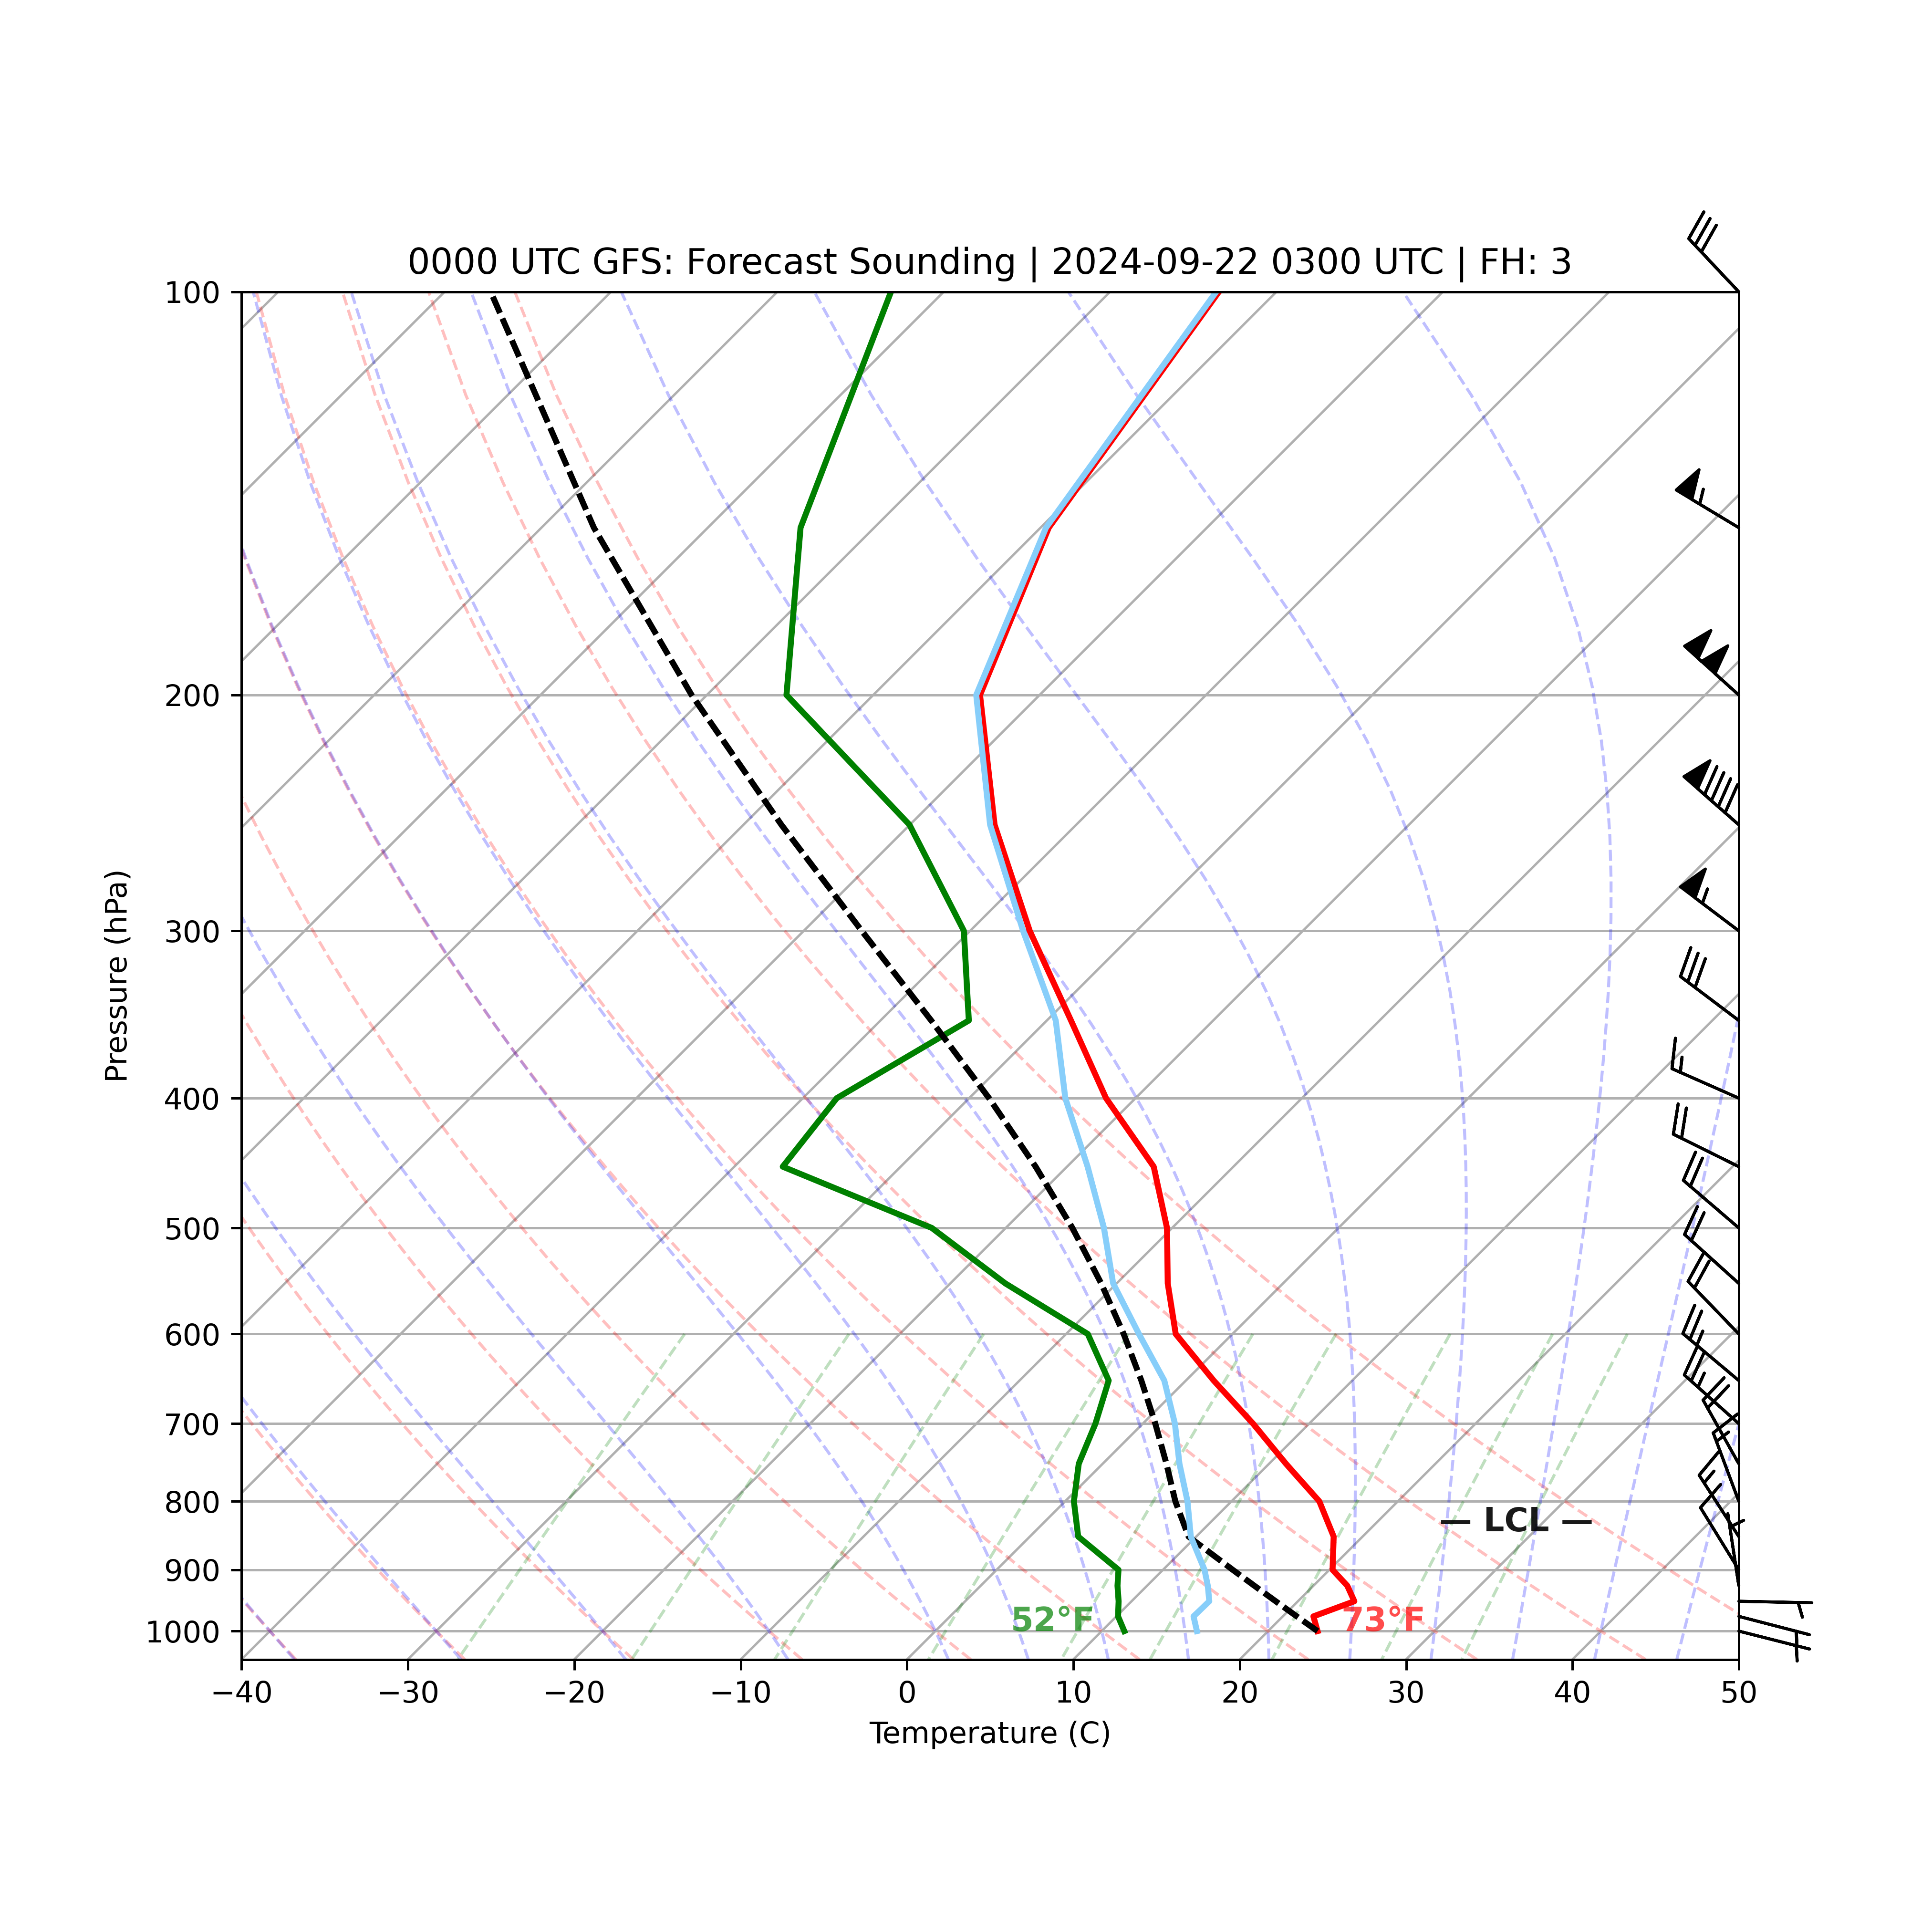 0000 UTC GFS: Forecast Sounding | 2024-09-22 0300 UTC | FH: 3
100
200
300
400
500
600
700
800
900
1000
Pressure (hPa)
— LCL —
52°F
73°F
−40 −30 −20 −10 0 10 20 30 40 50
Temperature (C)